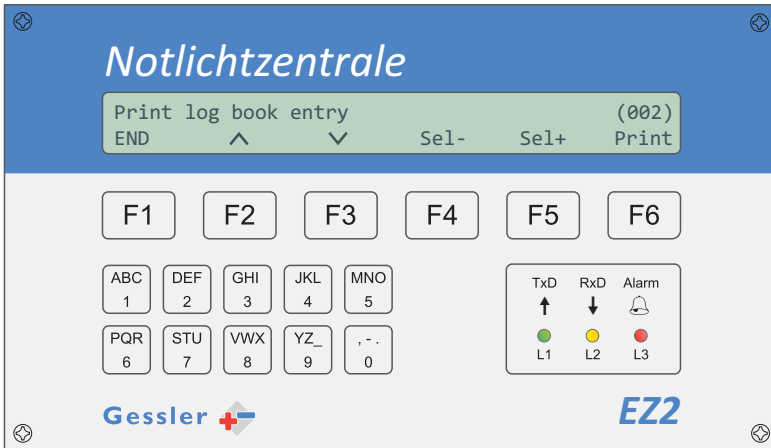 Notlichtzentrale
Print log book entry (002)
END Sel- Sel+ Print
F1 F2 F3 F4 F5 F6
ABC DEF GHI JKL MNO
1 2 3 4 5
PQR STU VWX YZ_ , - .
6 7 8 9 0
TxD RxD Alarm
L1 L2 L3
Gessler
EZ2